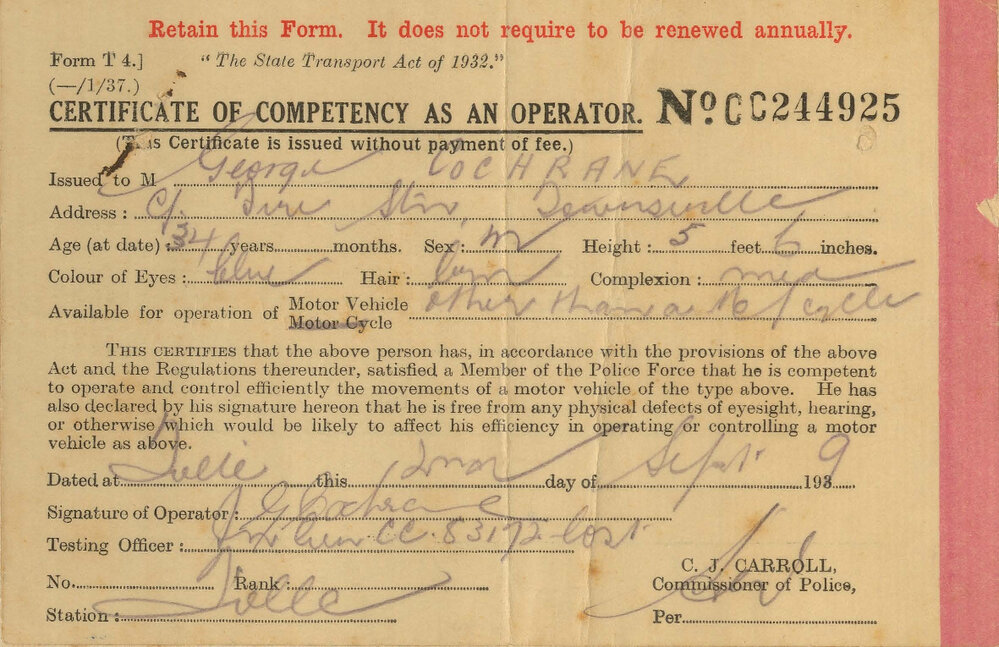 Retain this Form. It does not require to be renewed annually.
Form T 4.] "The State Transport Act of 1932."
(—/1/37.)
CERTIFICATE OF COMPETENCY AS AN OPERATOR. No. CC244925
(This Certificate is issued without payment of fee.)
Issued to M George COCHRANE
Address : C/- Fire Stn, Townsville
Age (at date) : 34 years months. Sex : M Height : 5 feet 6 inches.
Colour of Eyes : blue Hair : brn Complexion : med
Available for operation of Motor Vehicle other than a M/cycle
Motor Cycle
THIS CERTIFIES that the above person has, in accordance with the provisions of the above
Act and the Regulations thereunder, satisfied a Member of the Police Force that he is competent
to operate and control efficiently the movements of a motor vehicle of the type above. He has
also declared by his signature hereon that he is free from any physical defects of eyesight, hearing,
or otherwise which would be likely to affect his efficiency in operating or controlling a motor
vehicle as above.
Dated at Tville this 2nd day of Sept. 1939
Signature of Operator : G Cochrane
Testing Officer : CC. 83172 lost
C. J. CARROLL,
No. Rank : Commissioner of Police,
Station : Tville Per